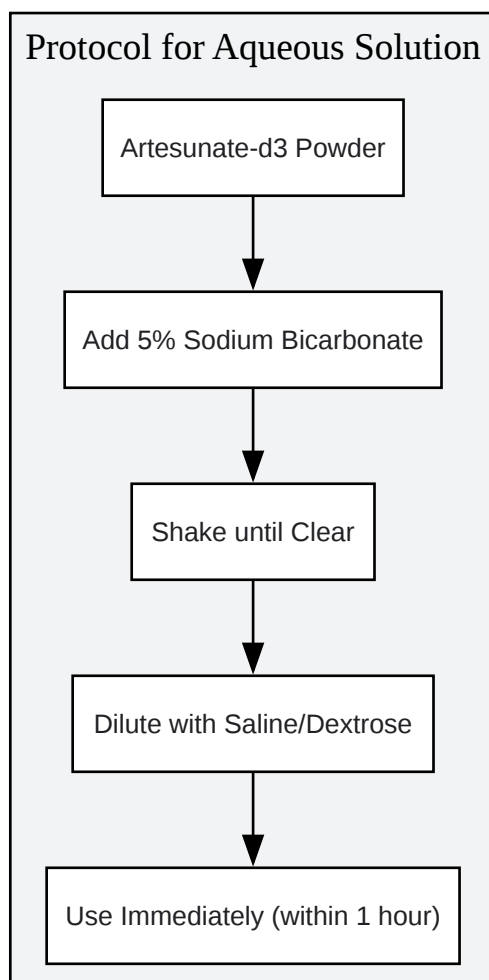 Protocol for Aqueous Solution
Artesunate-d3 Powder
Add 5% Sodium Bicarbonate
Shake until Clear
Dilute with Saline/Dextrose
Use Immediately (within 1 hour)